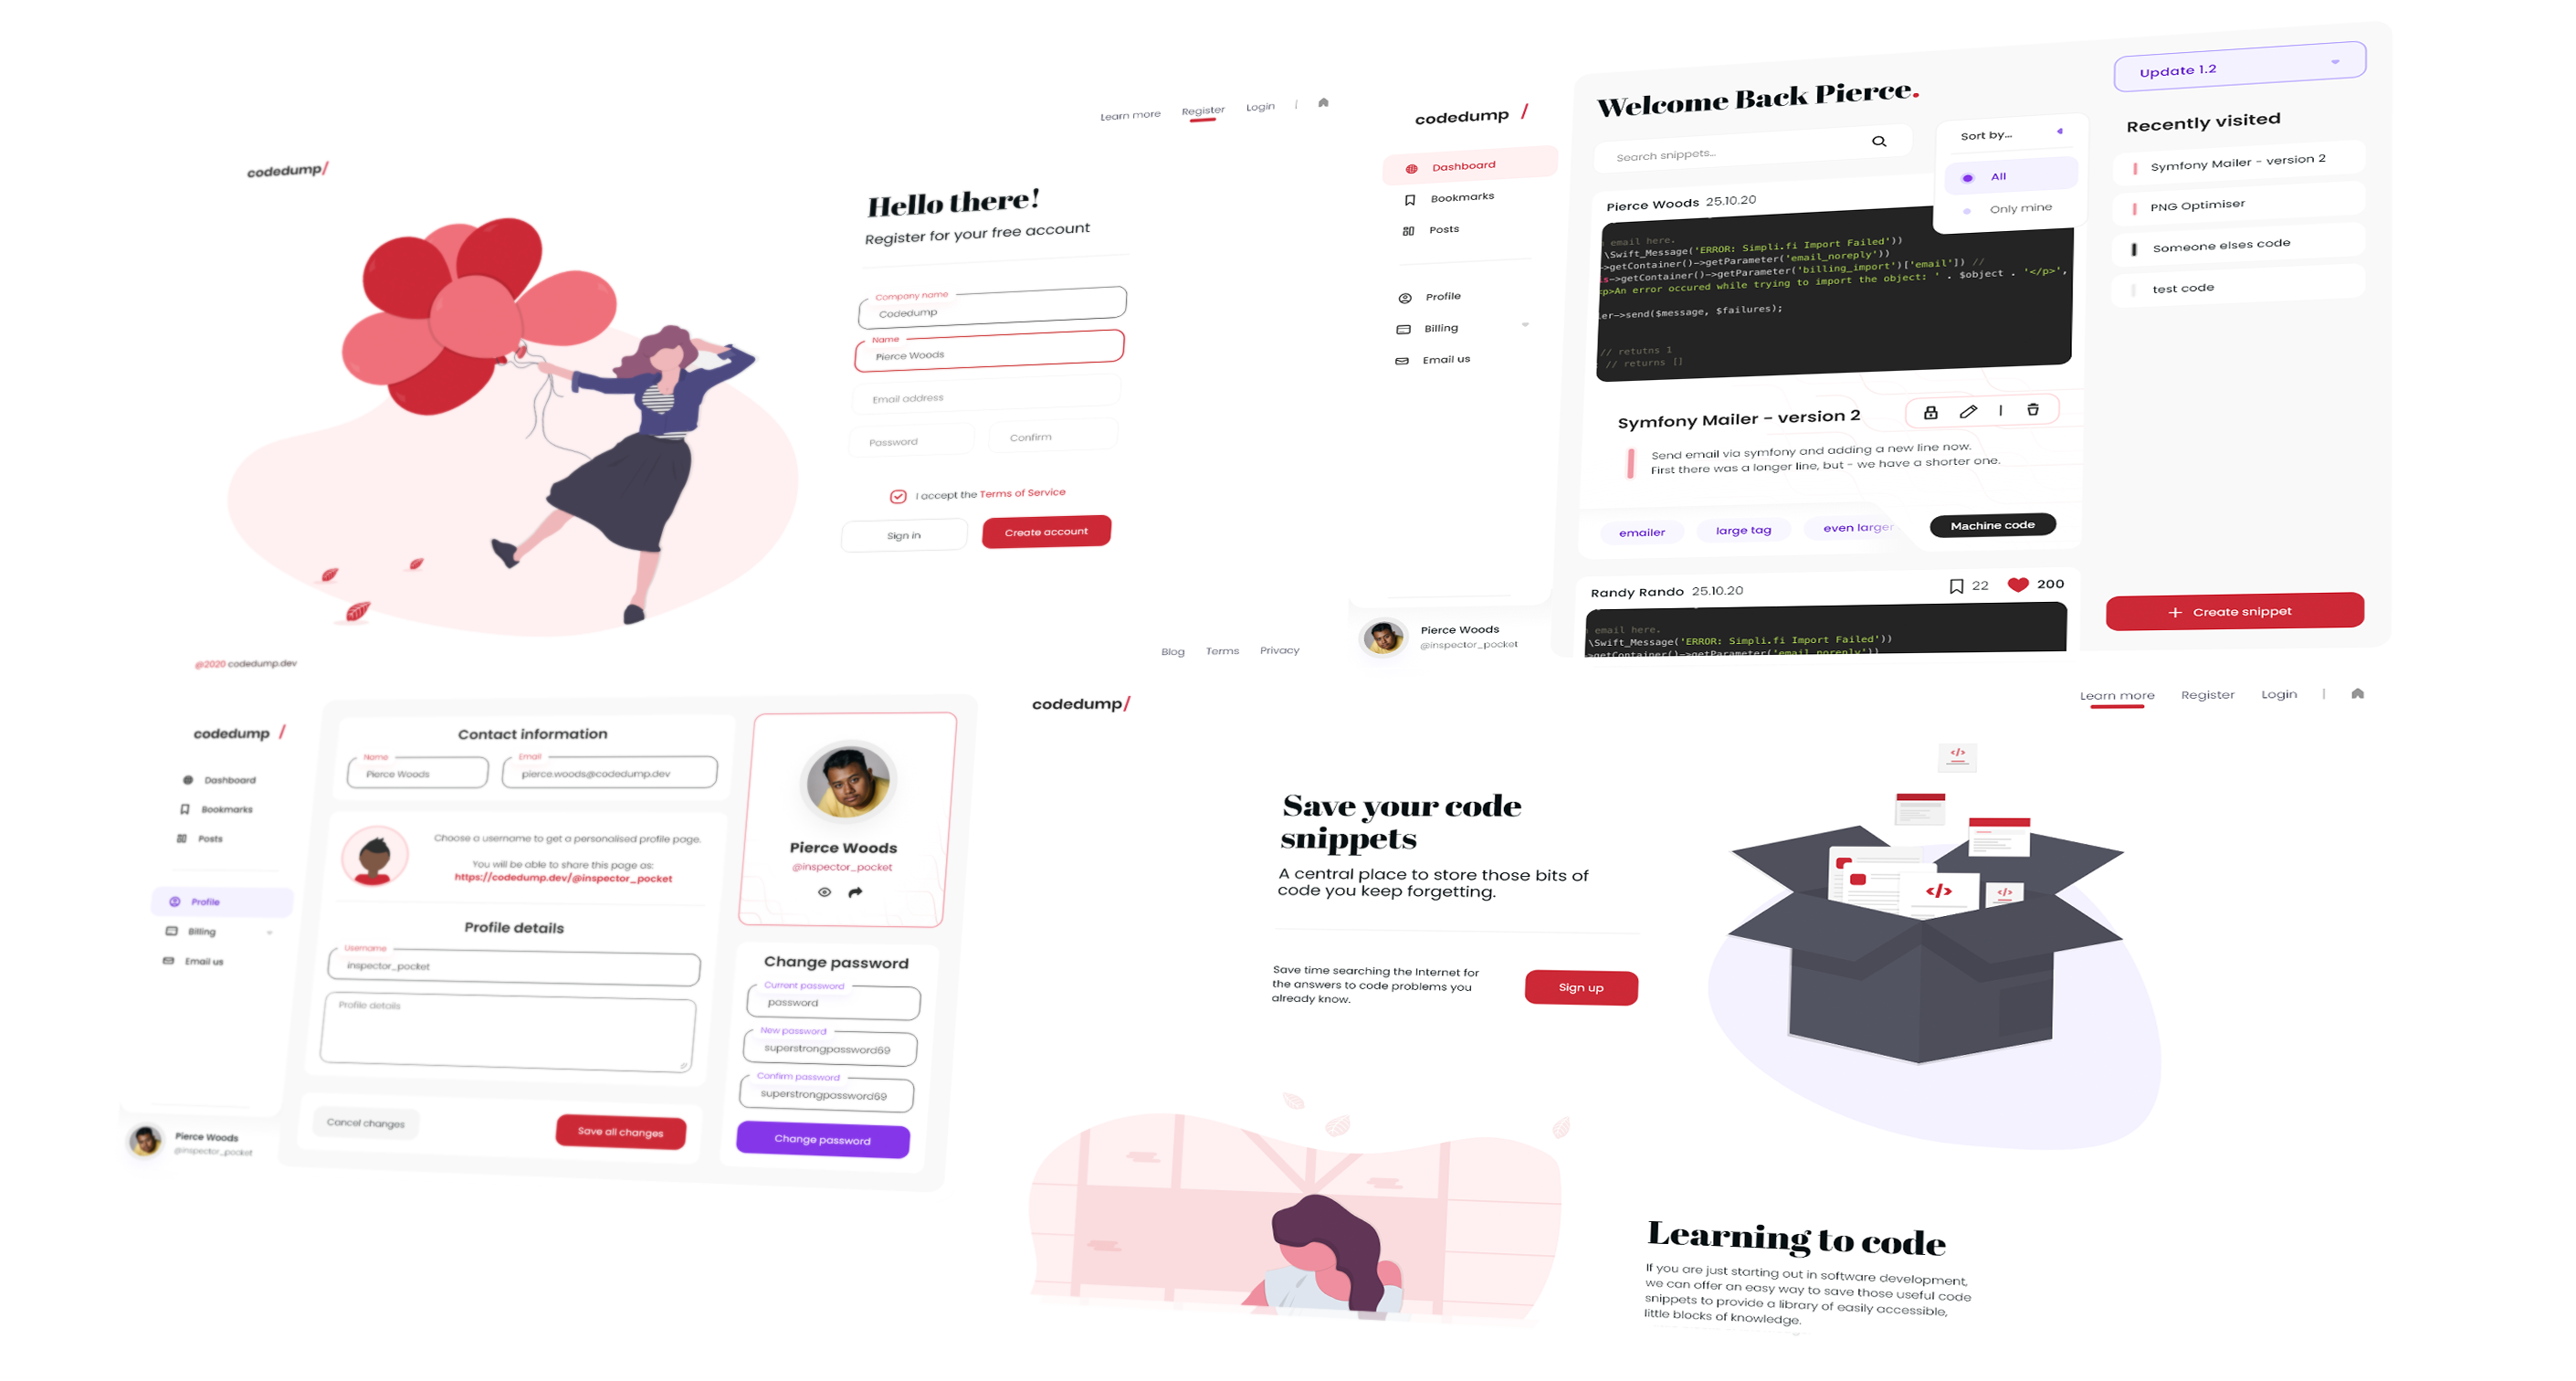 Learn more Register Login |
codedump/
Hello there!
Register for your free account
Company name
Codedump
Name
Pierce Woods
Email address
Password Confirm
I accept the Terms of Service
Sign in Create account
@2020 codedump.dev
Blog Terms Privacy
codedump /
Dashboard
Bookmarks
Posts
Profile
Billing
Email us
Pierce Woods
@inspector_pocket
Welcome Back Pierce.
Search snippets...
Sort by...
All
Only mine
Pierce Woods 25.10.20
email here.
\Swift_Message('ERROR: Simpli.fi Import Failed'))
->getContainer()->getParameter('email_noreply'))
is->getContainer()->getParameter('billing_import')['email']) //
<p>An error occured while trying to import the object: ' . $object . '</p>',
ler->send($message, $failures);
// retutns 1
// returns []
Symfony Mailer - version 2
Send email via symfony and adding a new line now.
First there was a longer line, but - we have a shorter one.
emailer large tag even larger Machine code
Randy Rando 25.10.20 22 200
email here.
\Swift_Message('ERROR: Simpli.fi Import Failed'))
->getContainer()->getParameter('email_noreply'))
Update 1.2
Recently visited
Symfony Mailer - version 2
PNG Optimiser
Someone elses code
test code
+ Create snippet
codedump /
Dashboard
Bookmarks
Posts
Profile
Billing
Email us
Pierce Woods
@inspector_pocket
Contact information
Name
Pierce Woods
Email
pierce.woods@codedump.dev
Choose a username to get a personalised profile page.
You will be able to share this page as:
https://codedump.dev/@inspector_pocket
Profile details
Username
inspector_pocket
Profile details
Cancel changes Save all changes
Pierce Woods
@inspector_pocket
Change password
Current password
password
New password
superstrongpassword69
Confirm password
superstrongpassword69
Change password
codedump/
Learn more Register Login |
Save your code
snippets
A central place to store those bits of
code you keep forgetting.
Save time searching the Internet for
the answers to code problems you
already know.
Sign up
</>
</>
</>
Learning to code
If you are just starting out in software development,
we can offer an easy way to save those useful code
snippets to provide a library of easily accessible,
little blocks of knowledge.